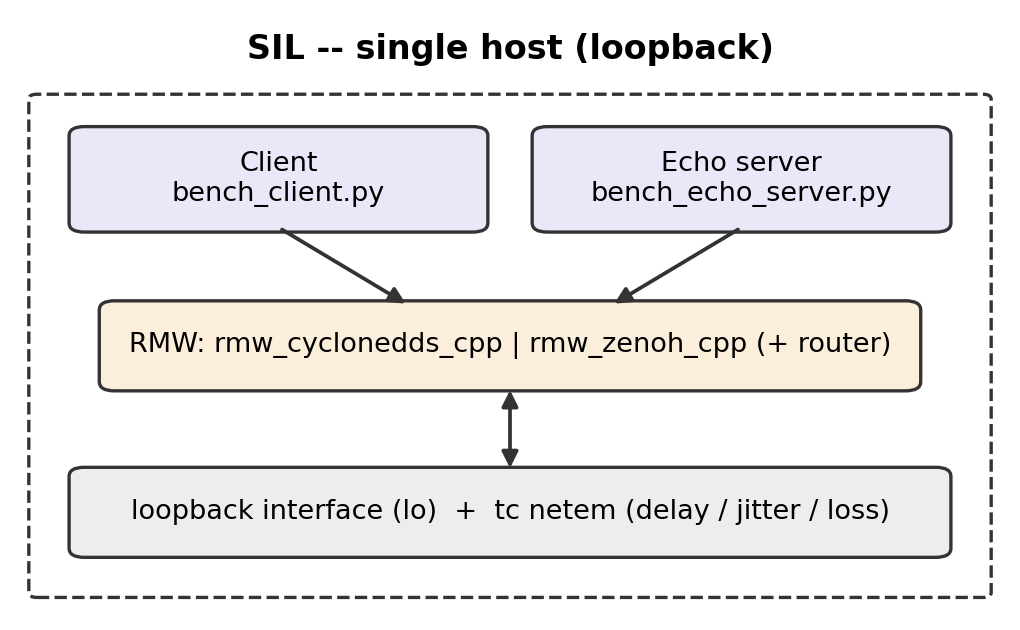 SIL -- single host (loopback)
Client
bench_client.py
Echo server
bench_echo_server.py
RMW: rmw_cyclonedds_cpp | rmw_zenoh_cpp (+ router)
loopback interface (lo)  +  tc netem (delay / jitter / loss)